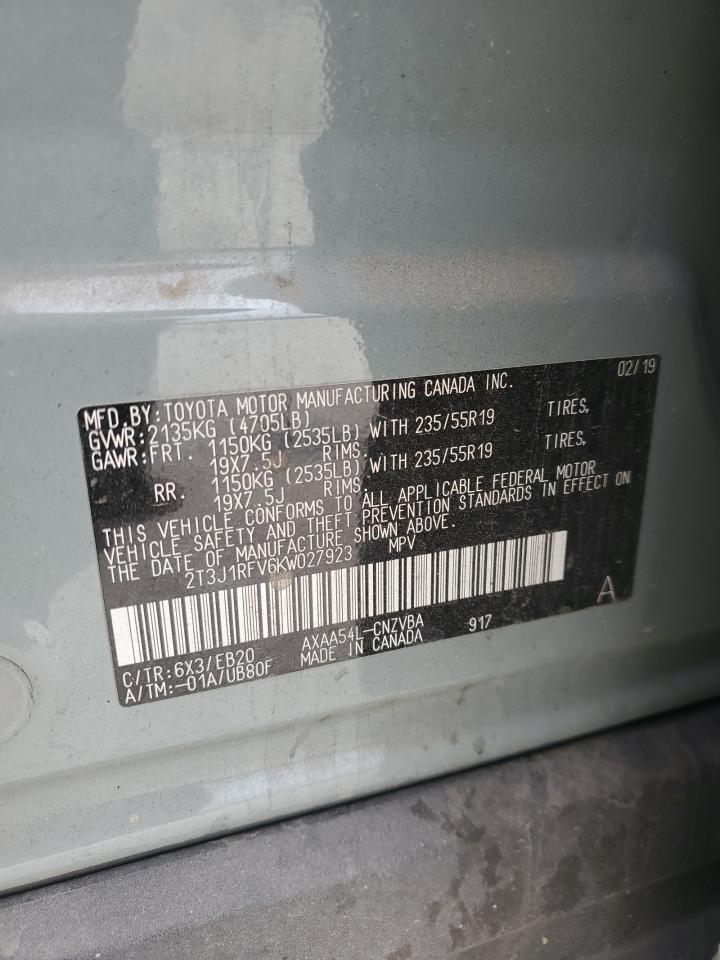 02/19
MFD.BY:TOYOTA MOTOR MANUFACTURING CANADA INC.
GVWR:2135KG (4705LB)
GAWR:FRT. 1150KG (2535LB) WITH 235/55R19 TIRES,
19X7.5J RIMS,
RR. 1150KG (2535LB) WITH 235/55R19 TIRES,
19X7.5J RIMS
THIS VEHICLE CONFORMS TO ALL APPLICABLE FEDERAL MOTOR
VEHICLE SAFETY AND THEFT PREVENTION STANDARDS IN EFFECT ON
THE DATE OF MANUFACTURE SHOWN ABOVE.
2T3J1RFV6KW027923 MPV
A
C/TR:6X3/EB20 AXAA54L-CNZVBA 917
A/TM:-01A/UB80F MADE IN CANADA